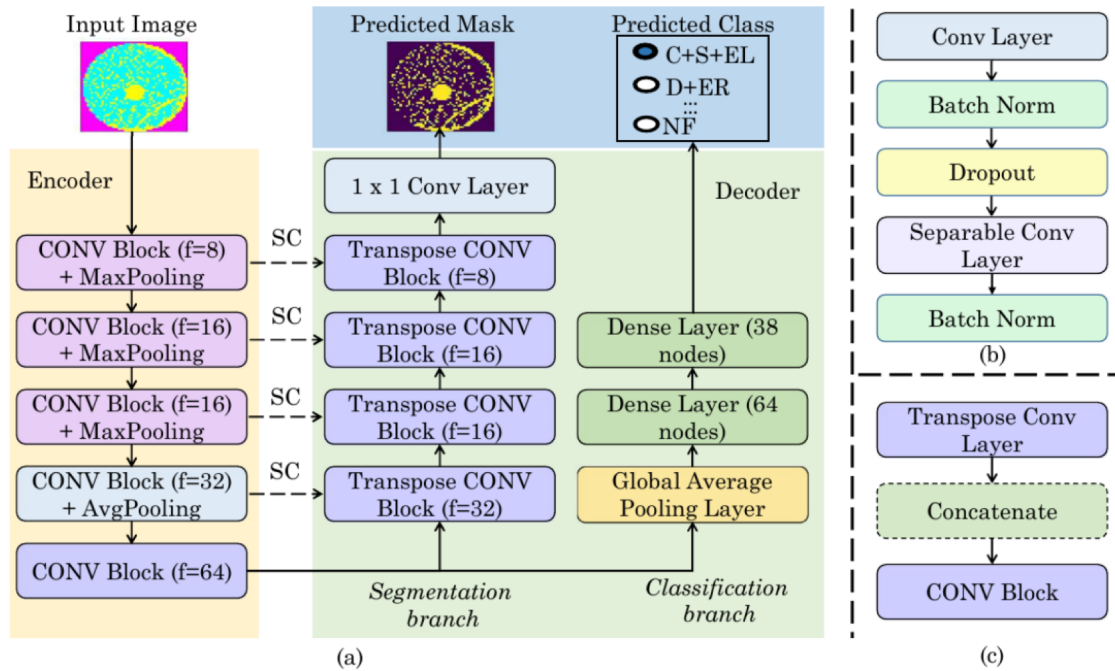 Input Image
Predicted Mask
Predicted Class
C+S+EL
D+ER
NF
Encoder
CONV Block (f=8)
+ MaxPooling
CONV Block (f=16)
+ MaxPooling
CONV Block (f=16)
+ MaxPooling
CONV Block (f=32)
+ AvgPooling
CONV Block (f=64)
SC
SC
SC
SC
1 x 1 Conv Layer
Transpose CONV
Block (f=8)
Transpose CONV
Block (f=16)
Transpose CONV
Block (f=16)
Transpose CONV
Block (f=32)
Segmentation
branch
Decoder
Dense Layer (38
nodes)
Dense Layer (64
nodes)
Global Average
Pooling Layer
Classification
branch
(a)
Conv Layer
Batch Norm
Dropout
Separable Conv
Layer
Batch Norm
(b)
Transpose Conv
Layer
Concatenate
CONV Block
(c)